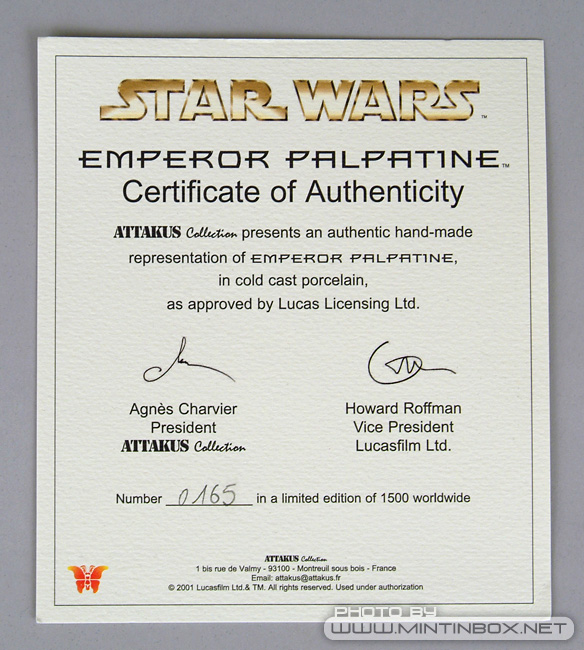 STAR WARS™
EMPEROR PALPATINE™
Certificate of Authenticity
ATTAKUS Collection presents an authentic hand-made
representation of EMPEROR PALPATINE,
in cold cast porcelain,
as approved by Lucas Licensing Ltd.
Agnès Charvier
President
ATTAKUS Collection
Howard Roffman
Vice President
Lucasfilm Ltd.
Number 0165 in a limited edition of 1500 worldwide
ATTAKUS Collection
1 bis rue de Valmy - 93100 - Montreuil sous bois - France
Email: attakus@attakus.fr
© 2001 Lucasfilm Ltd.& TM. All rights reserved. Used under authorization
PHOTO BY
WWW.MINTINBOX.NET